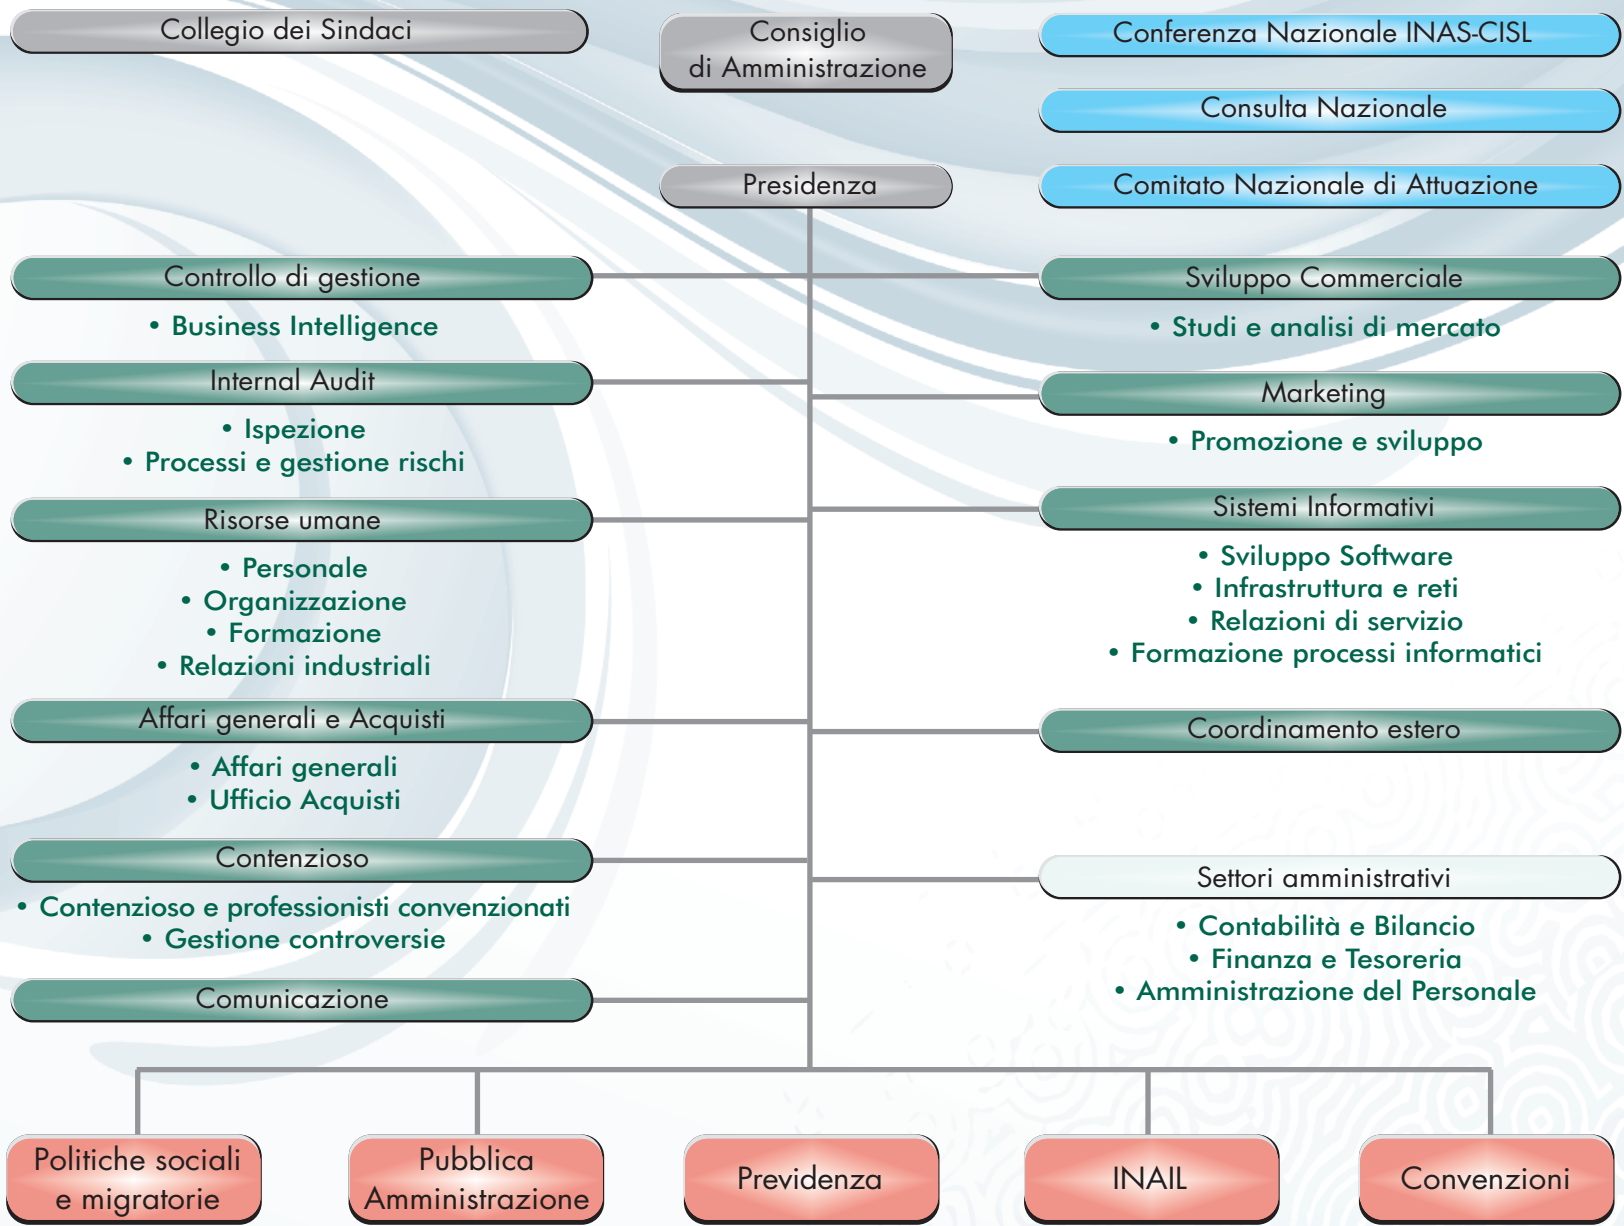 Collegio dei Sindaci
Consiglio
di Amministrazione
Conferenza Nazionale INAS-CISL
Consulta Nazionale
Presidenza
Comitato Nazionale di Attuazione
Controllo di gestione
• Business Intelligence
Internal Audit
• Ispezione
• Processi e gestione rischi
Risorse umane
• Personale
• Organizzazione
• Formazione
• Relazioni industriali
Affari generali e Acquisti
• Affari generali
• Ufficio Acquisti
Contenzioso
• Contenzioso e professionisti convenzionati
• Gestione controversie
Comunicazione
Sviluppo Commerciale
• Studi e analisi di mercato
Marketing
• Promozione e sviluppo
Sistemi Informativi
• Sviluppo Software
• Infrastruttura e reti
• Relazioni di servizio
• Formazione processi informatici
Coordinamento estero
Settori amministrativi
• Contabilità e Bilancio
• Finanza e Tesoreria
• Amministrazione del Personale
Politiche sociali
e migratorie
Pubblica
Amministrazione
Previdenza
INAIL
Convenzioni